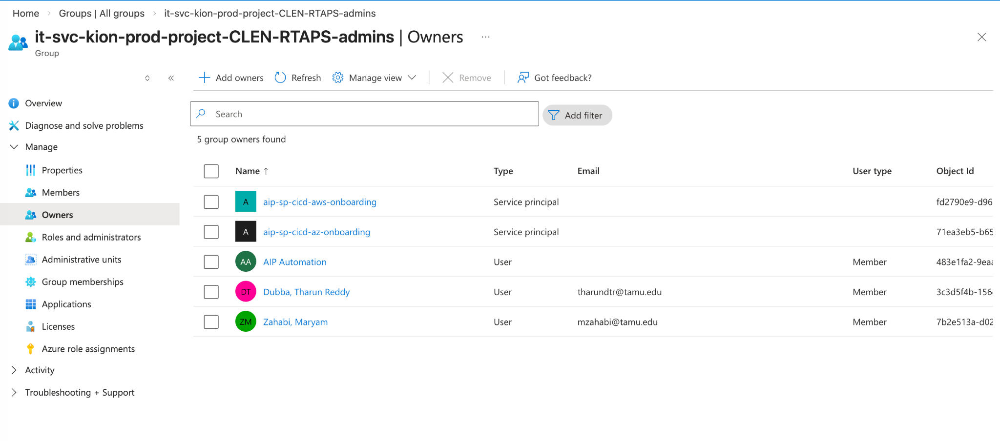 Home > Groups | All groups > it-svc-kion-prod-project-CLEN-RTAPS-admins
it-svc-kion-prod-project-CLEN-RTAPS-admins | Owners ...
Group
Add owners Refresh Manage view Remove Got feedback?
Overview
Diagnose and solve problems
Manage
Properties
Members
Owners
Roles and administrators
Administrative units
Group memberships
Applications
Licenses
Azure role assignments
Activity
Troubleshooting + Support
Search Add filter
5 group owners found
Name ↑ Type Email User type Object Id
A aip-sp-cicd-aws-onboarding Service principal fd2790e9-d96
A aip-sp-cicd-az-onboarding Service principal 71ea3eb5-b65
AA AIP Automation User Member 483e1fa2-9eaa
DT Dubba, Tharun Reddy User tharundtr@tamu.edu Member 3c3d5f4b-156
ZM Zahabi, Maryam User mzahabi@tamu.edu Member 7b2e513a-d02